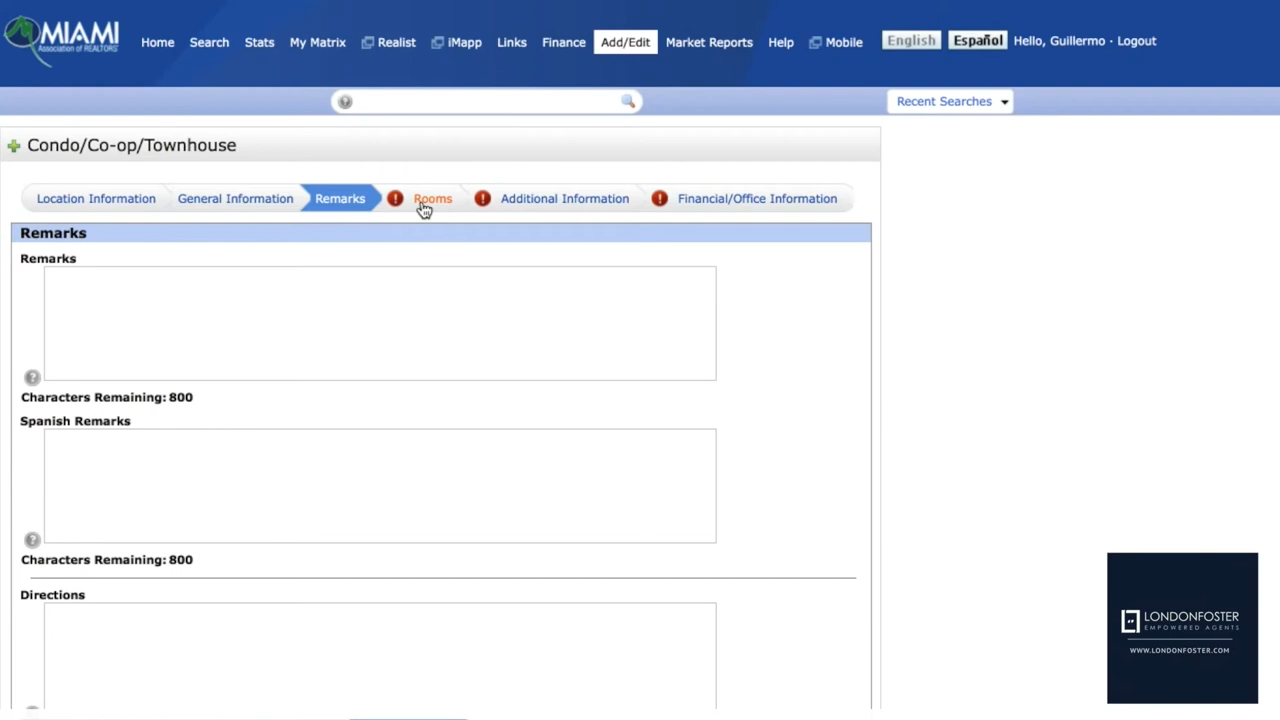 MIAMI
Association of REALTORS®
Home Search Stats My Matrix Realist iMapp Links Finance Add/Edit Market Reports Help Mobile English Español Hello, Guillermo · Logout
Recent Searches
Condo/Co-op/Townhouse
Location Information General Information Remarks Rooms Additional Information Financial/Office Information
Remarks
Remarks
Characters Remaining: 800
Spanish Remarks
Characters Remaining: 800
Directions
LONDONFOSTER
EMPOWERED AGENTS
WWW.LONDONFOSTER.COM